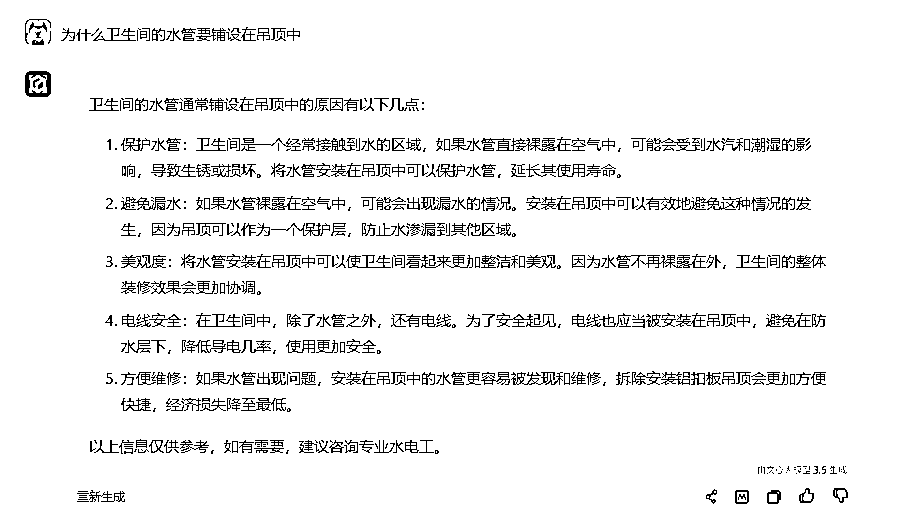 为什么卫生间的水管要铺设在吊顶中
卫生间的水管通常铺设在吊顶中的原因有以下几点：
1. 保护水管：卫生间是一个经常接触到水的区域，如果水管直接裸露在空气中，可能会受到水汽和潮湿的影
响，导致生锈或损坏。将水管安装在吊顶中可以保护水管，延长其使用寿命。
2. 避免漏水：如果水管裸露在空气中，可能会出现漏水的情况。安装在吊顶中可以有效地避免这种情况的发
生，因为吊顶可以作为一个保护层，防止水渗漏到其他区域。
3. 美观度：将水管安装在吊顶中可以使卫生间看起来更加整洁和美观。因为水管不再裸露在外，卫生间的整体
装修效果会更加协调。
4. 电线安全：在卫生间中，除了水管之外，还有电线。为了安全起见，电线也应当被安装在吊顶中，避免在防
水层下，降低导电几率，使用更加安全。
5. 方便维修：如果水管出现问题，安装在吊顶中的水管更容易被发现和维修，拆除安装铝扣板吊顶会更加方便
快捷，经济损失降至最低。
以上信息仅供参考，如有需要，建议咨询专业水电工。
由文心大模型 3.5 生成
重新生成